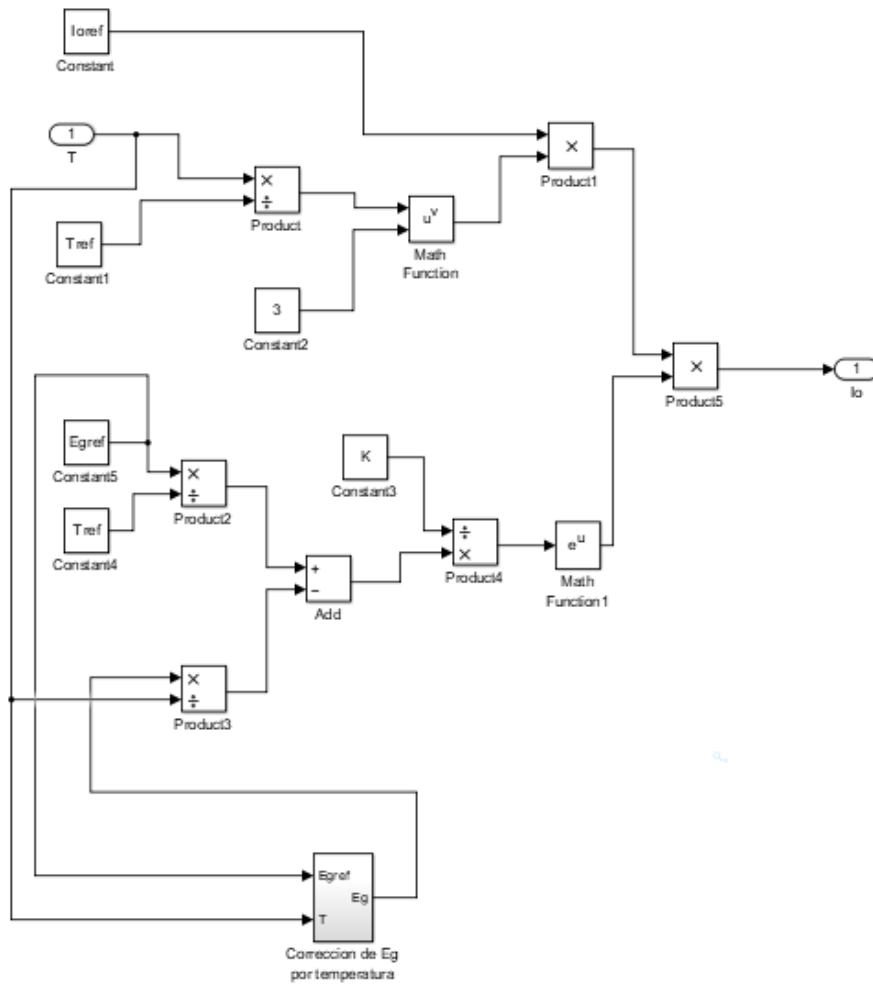 Ioref
Constant
1
T
×
÷
Product
Tref
Constant1
3
Constant2
u^v
Math
Function
×
Product1
×
Product5
1
Io
Egref
Constant5
Tref
Constant4
×
÷
Product2
K
Constant3
÷
×
Product4
e^u
Math
Function1
+
−
Add
×
÷
Product3
Egref
Eg
T
Correccion de Eg
por temperatura